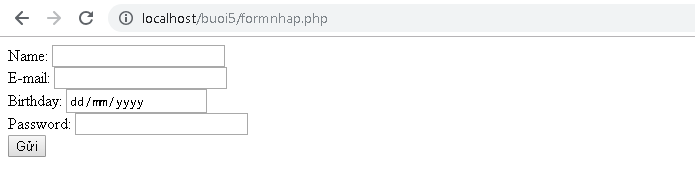 localhost/buoi5/formnhap.php
Name:
E-mail:
Birthday: dd/mm/yyyy
Password:
Gửi